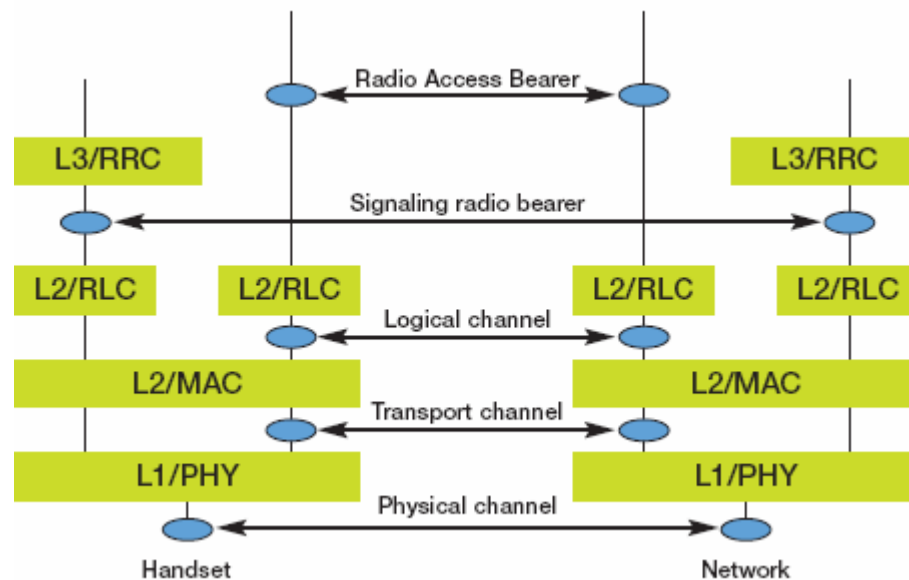 Radio Access Bearer
L3/RRC L3/RRC
Signaling radio bearer
L2/RLC L2/RLC L2/RLC L2/RLC
Logical channel
L2/MAC L2/MAC
Transport channel
L1/PHY L1/PHY
Physical channel
Handset Network